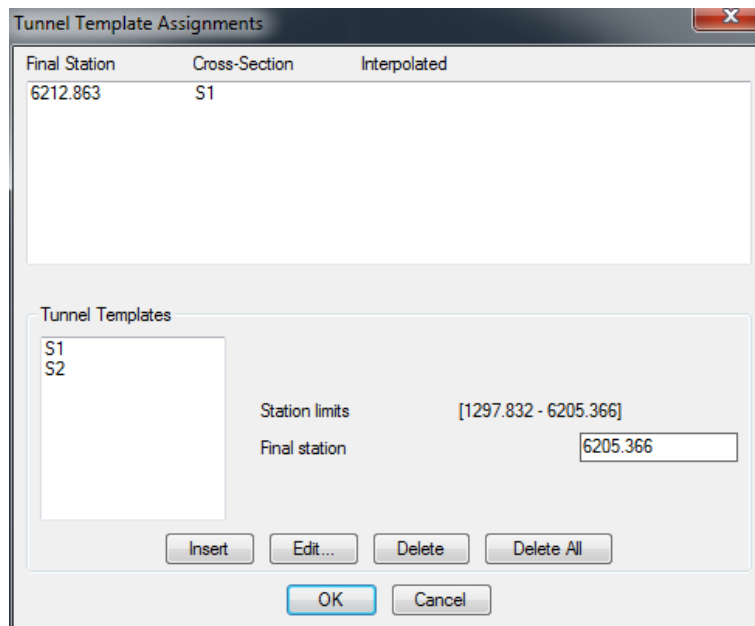 Tunnel Template Assignments
Final Station Cross-Section Interpolated
6212.863 S1
Tunnel Templates
S1
S2
Station limits [1297.832 - 6205.366]
Final station 6205.366
Insert Edit... Delete Delete All
OK Cancel